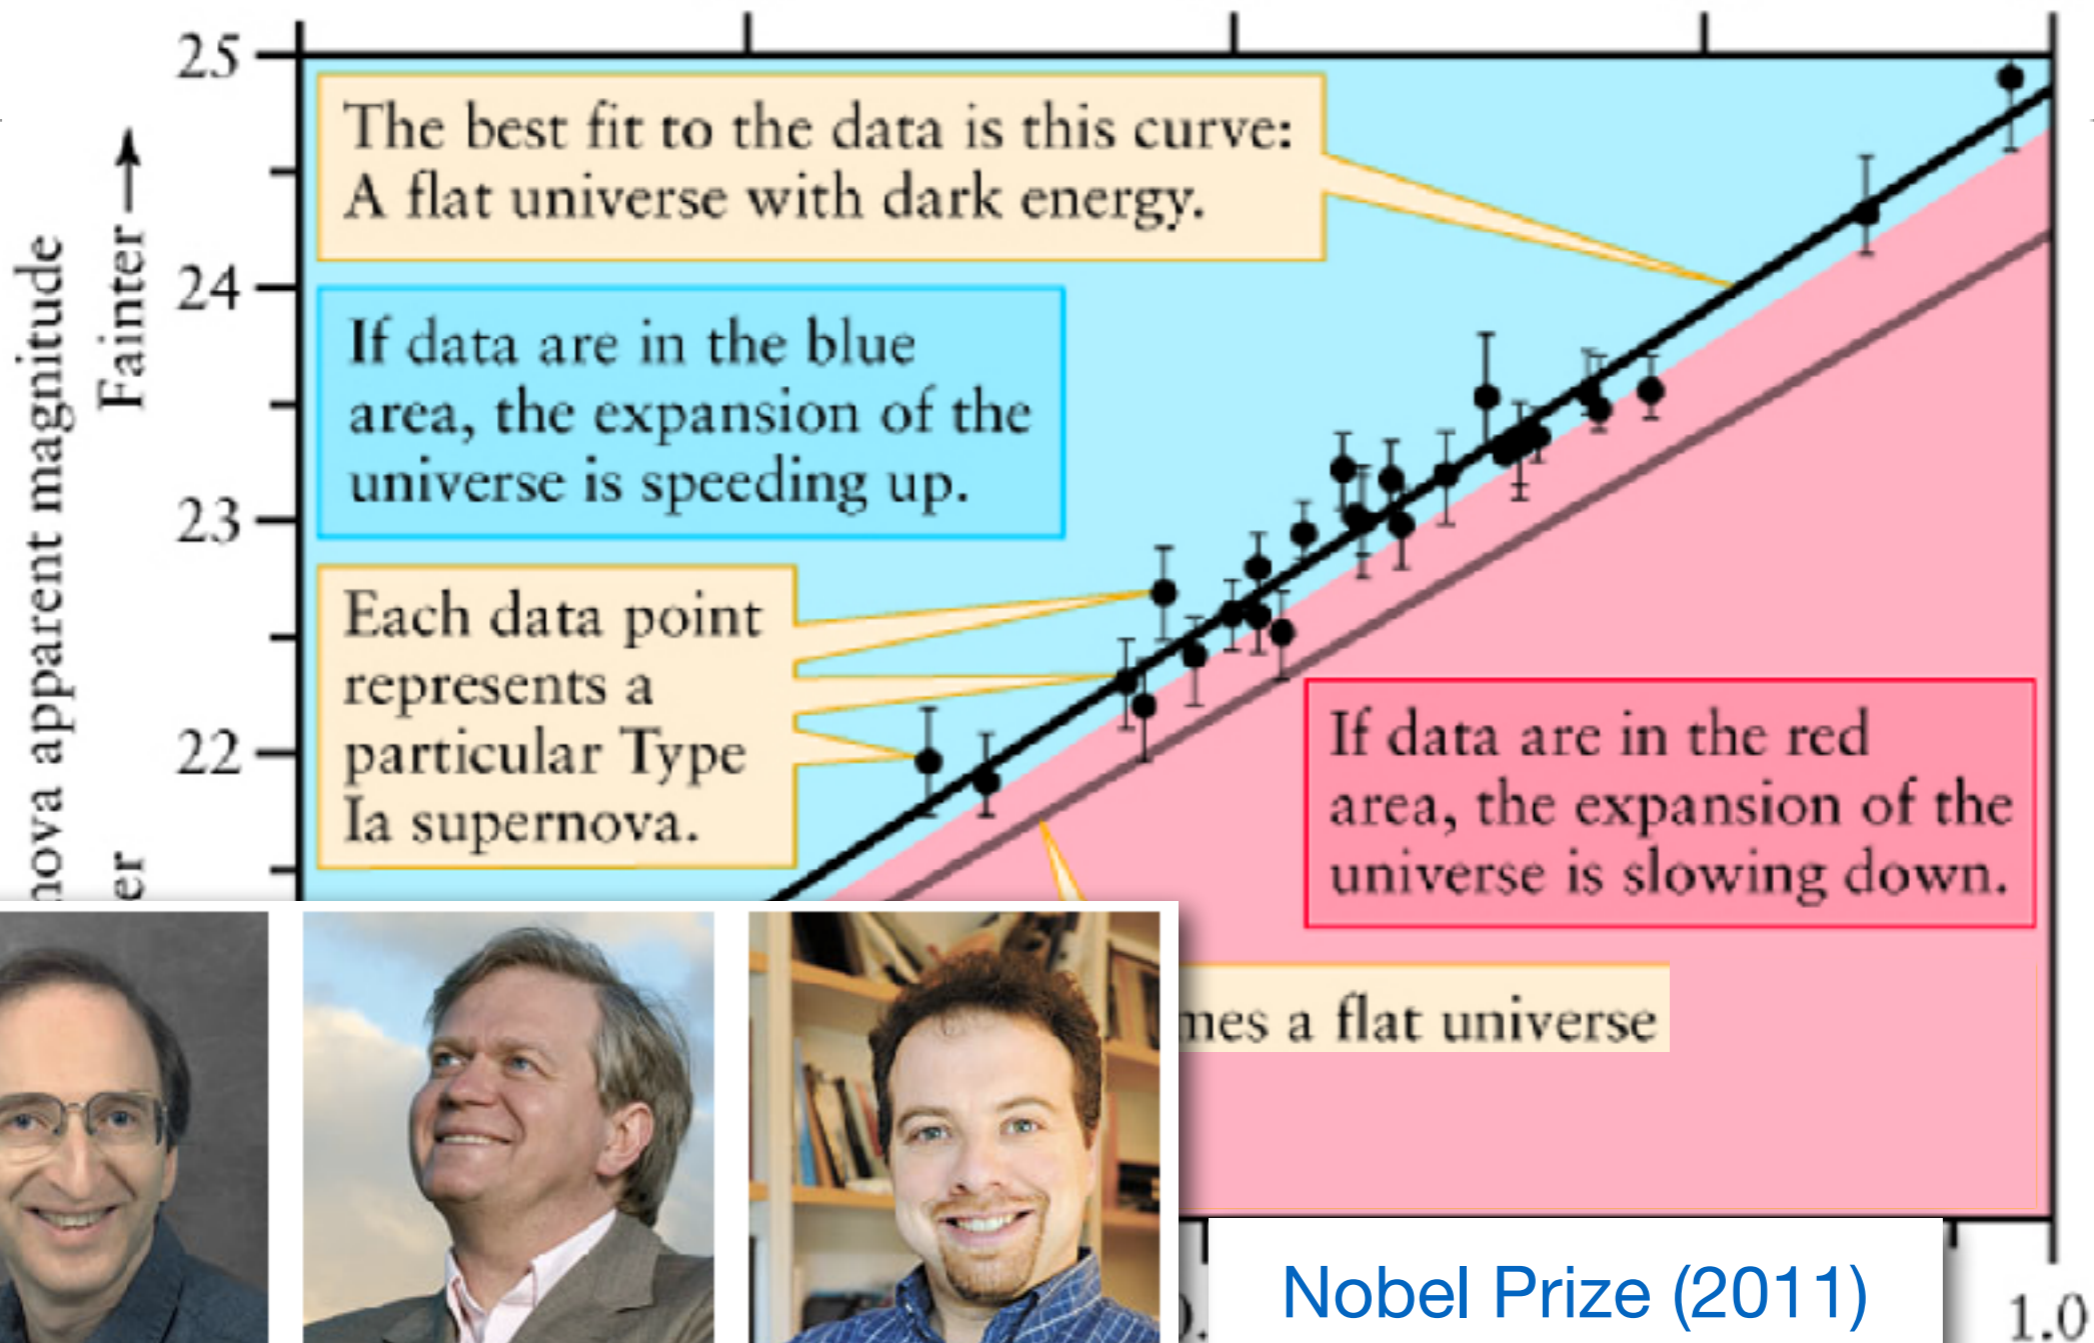 25
24
23
22
Fainter
nova apparent magnitude
er
The best fit to the data is this curve:
A flat universe with dark energy.
If data are in the blue
area, the expansion of the
universe is speeding up.
Each data point
represents a
particular Type
Ia supernova.
If data are in the red
area, the expansion of the
universe is slowing down.
mes a flat universe
Nobel Prize (2011)
1.0